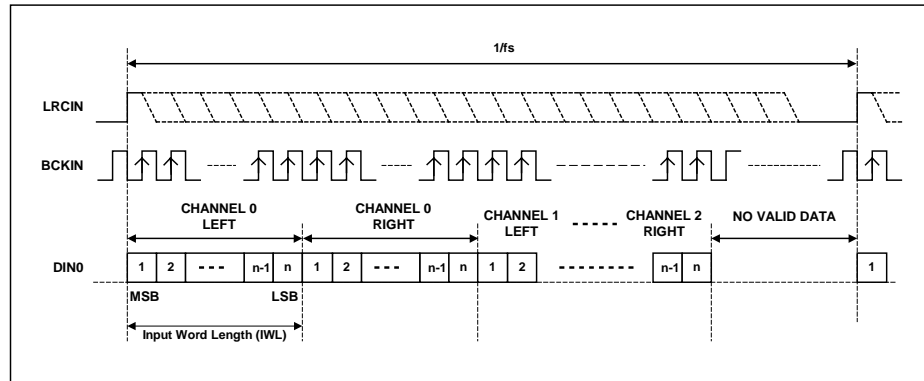 1/fs
LRCIN
BCKIN
CHANNEL 0
LEFT
CHANNEL 0
RIGHT
CHANNEL 1
LEFT
CHANNEL 2
RIGHT
NO VALID DATA
DIN0
1 2 n-1 n 1 2 n-1 n 1 2 n-1 n 1
MSB LSB
Input Word Length (IWL)